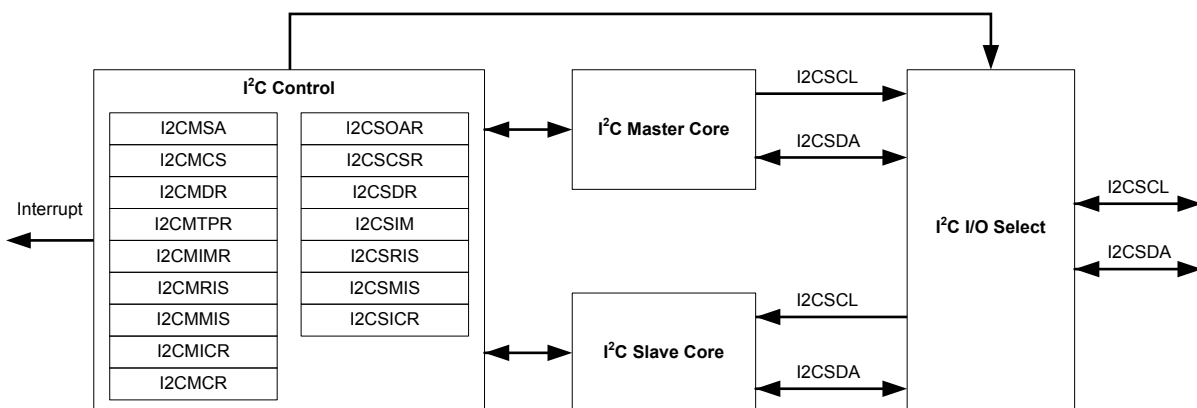 I²C Control
I2CMSA
I2CMCS
I2CMDR
I2CMTPR
I2CMIMR
I2CMRIS
I2CMMIS
I2CMICR
I2CMCR
I2CSOAR
I2CSCSR
I2CSDR
I2CSIM
I2CSRIS
I2CSMIS
I2CSICR
Interrupt
I²C Master Core
I²C Slave Core
I2CSCL
I2CSDA
I2CSCL
I2CSDA
I²C I/O Select
I2CSCL
I2CSDA